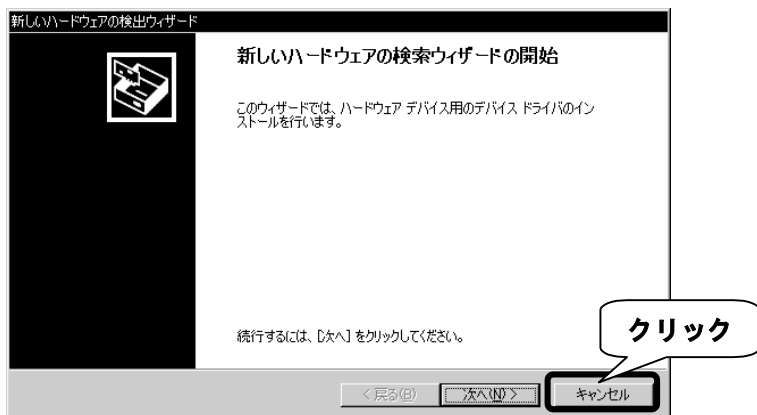 新しいハードウェアの検出ウィザード
新しいハードウェアの検索ウィザードの開始
このウィザードでは、ハードウェア デバイス用のデバイス ドライバのイン
ストールを行います。
続行するには、[次へ] をクリックしてください。
クリック
< 戻る(B)
次へ(N) >
キャンセル